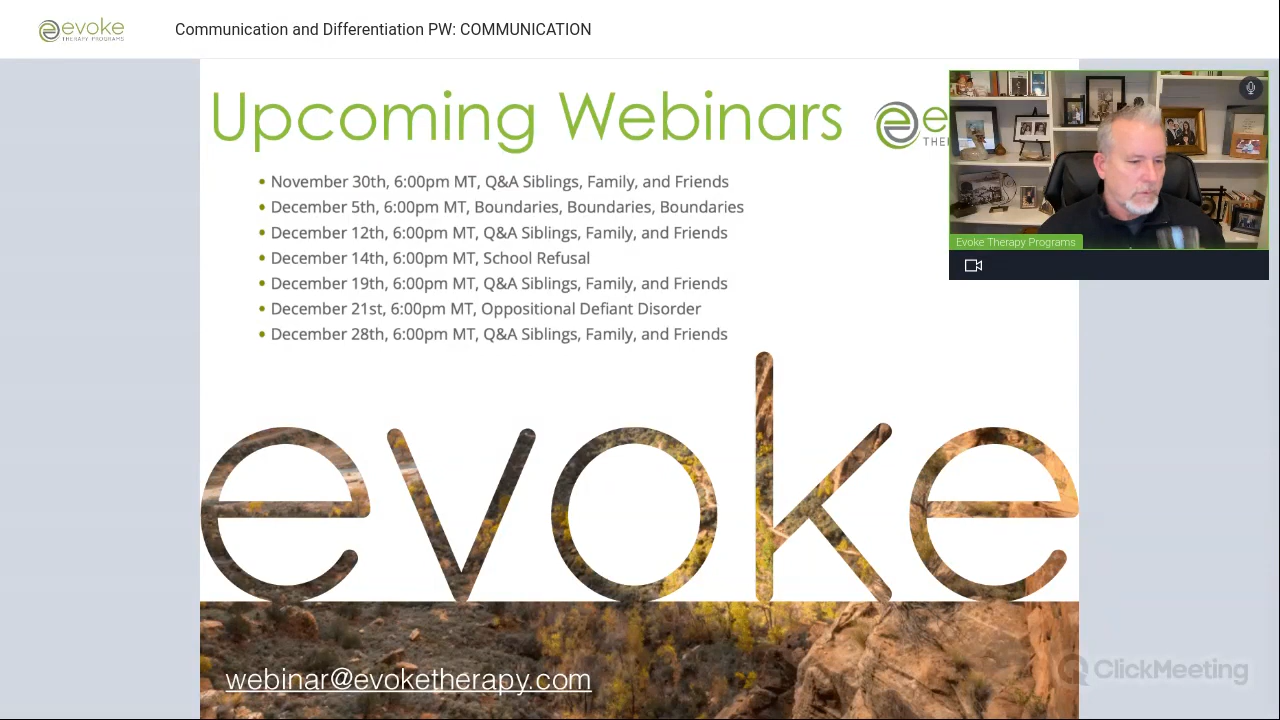 evoke
THERAPY PROGRAMS
Communication and Differentiation PW: COMMUNICATION
Upcoming Webinars
e
THE
• November 30th, 6:00pm MT, Q&A Siblings, Family, and Friends
• December 5th, 6:00pm MT, Boundaries, Boundaries, Boundaries
• December 12th, 6:00pm MT, Q&A Siblings, Family, and Friends
• December 14th, 6:00pm MT, School Refusal
• December 19th, 6:00pm MT, Q&A Siblings, Family, and Friends
• December 21st, 6:00pm MT, Oppositional Defiant Disorder
• December 28th, 6:00pm MT, Q&A Siblings, Family, and Friends
Evoke Therapy Programs
evoke
webinar@evoketherapy.com
ClickMeeting